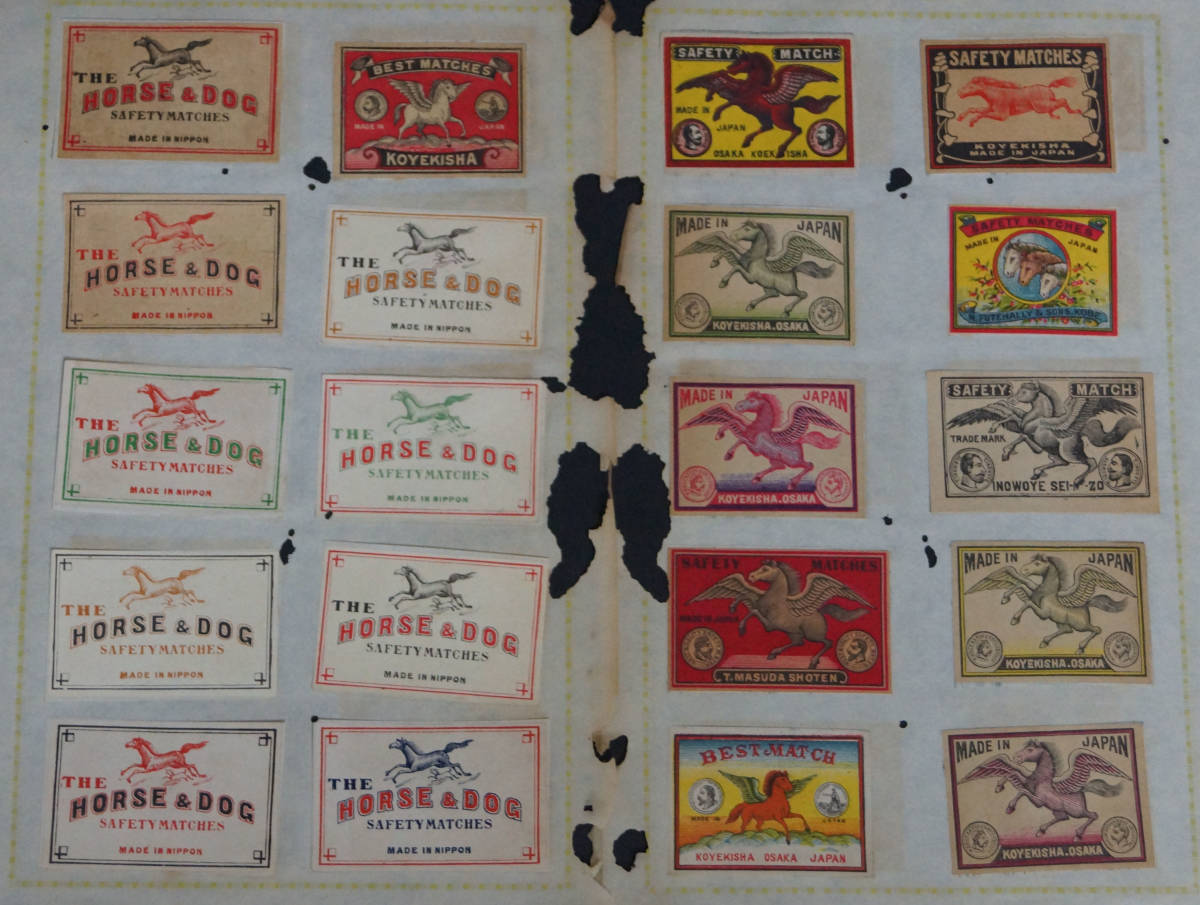 THE
HORSE & DOG
SAFETY MATCHES
MADE IN NIPPON
BEST MATCHES
MADE IN JAPAN
KOYEKISHA
THE
HORSE & DOG
SAFETY MATCHES
MADE IN NIPPON
THE
HORSE & DOG
SAFETY MATCHES
MADE IN NIPPON
THE
HORSE & DOG
SAFETY MATCHES
MADE IN NIPPON
THE
HORSE & DOG
SAFETY MATCHES
MADE IN NIPPON
THE
HORSE & DOG
SAFETY MATCHES
MADE IN NIPPON
THE
HORSE & DOG
SAFETY MATCHES
MADE IN NIPPON
THE
HORSE & DOG
SAFETY MATCHES
MADE IN NIPPON
THE
HORSE & DOG
SAFETY MATCHES
MADE IN NIPPON
SAFETY MATCH
MADE IN
JAPAN
OSAKA KOEKISHA
SAFETY MATCHES
KOYEKISHA
MADE IN JAPAN
MADE IN JAPAN
KOYEKISHA.OSAKA
SAFETY MATCHES
MADE IN JAPAN
N. FUTEHALLY & SONS. KOBE
MADE IN JAPAN
KOYEKISHA.OSAKA
SAFETY MATCH
TRADE MARK
INOWOYE
SAFETY MATCHES
MADE IN JAPAN
T. MASUDA SHOTEN
MADE IN JAPAN
KOYEKISHA.OSAKA
BEST MATCH
MADE IN JAPAN
KOYEKISHA OSAKA JAPAN
MADE IN JAPAN
KOYEKISHA.OSAKA